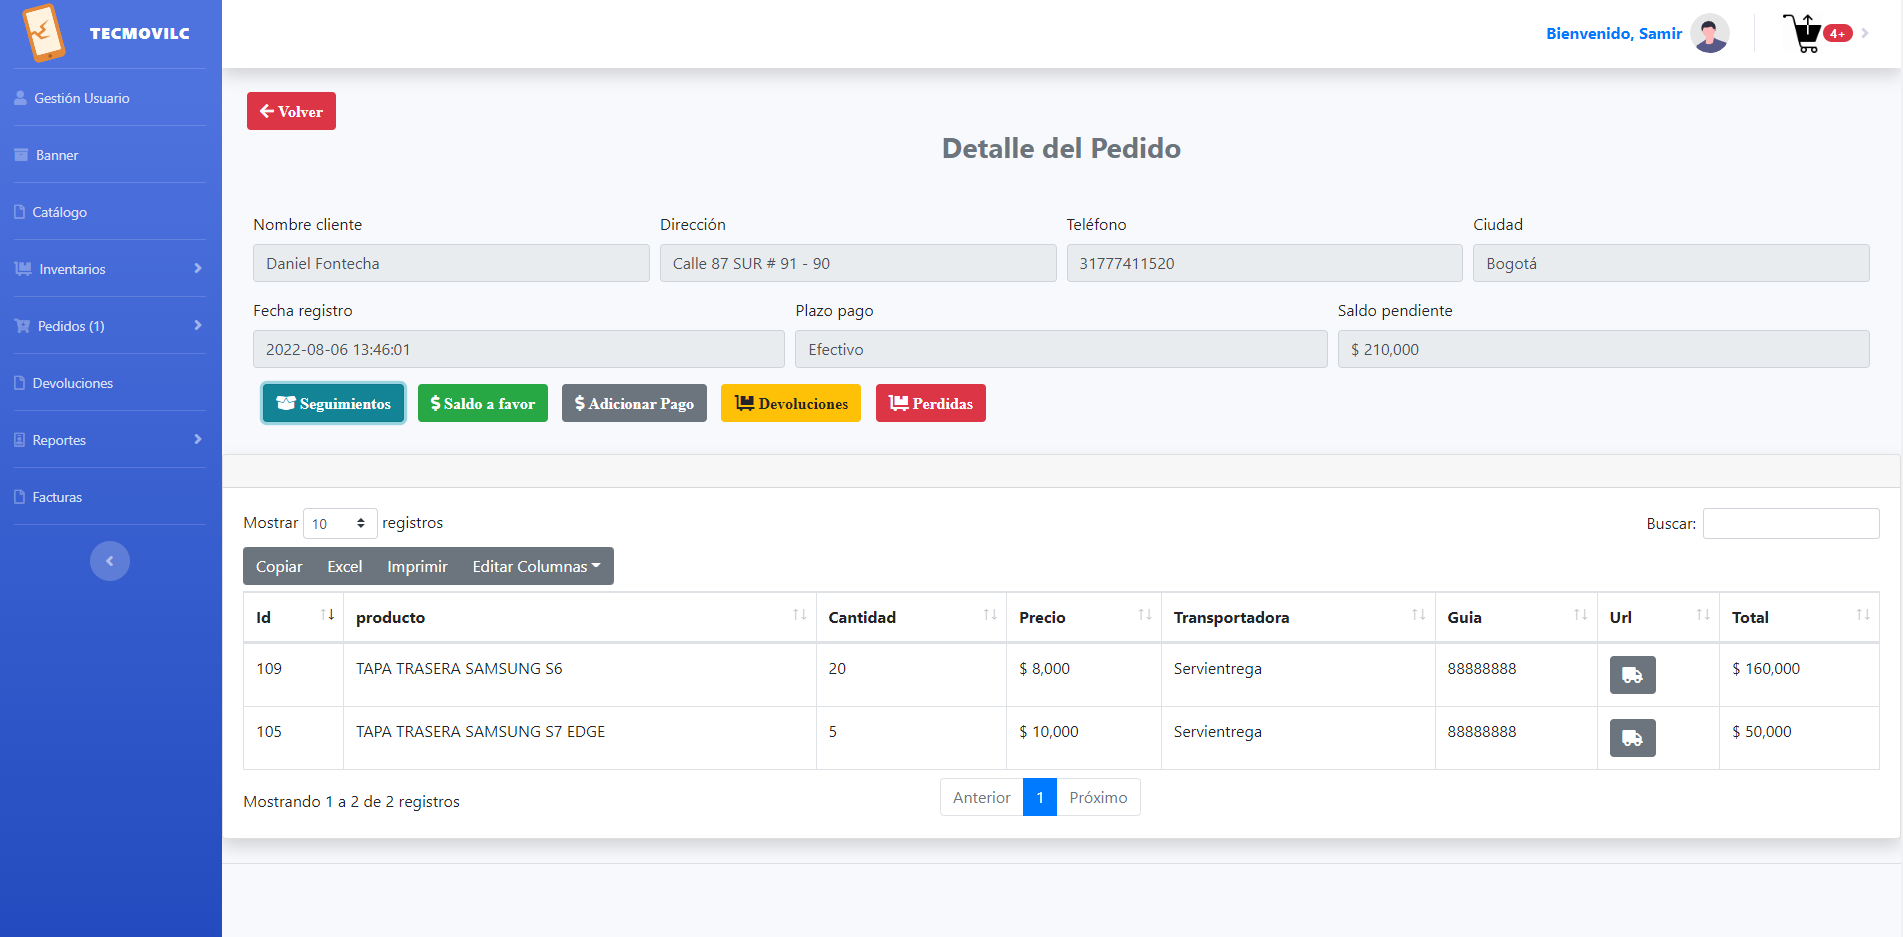 TECMOVILC
Bienvenido, Samir
4+
Gestión Usuario
Banner
Catálogo
Inventarios
Pedidos (1)
Devoluciones
Reportes
Facturas
Volver
Detalle del Pedido
Nombre cliente Dirección Teléfono Ciudad
Daniel Fontecha Calle 87 SUR # 91 - 90 31777411520 Bogotá
Fecha registro Plazo pago Saldo pendiente
2022-08-06 13:46:01 Efectivo $ 210,000
Seguimientos $ Saldo a favor $ Adicionar Pago Devoluciones Perdidas
Mostrar 10 registros Buscar:
Copiar Excel Imprimir Editar Columnas
Id producto Cantidad Precio Transportadora Guia Url Total
109 TAPA TRASERA SAMSUNG S6 20 $ 8,000 Servientrega 88888888 $ 160,000
105 TAPA TRASERA SAMSUNG S7 EDGE 5 $ 10,000 Servientrega 88888888 $ 50,000
Mostrando 1 a 2 de 2 registros Anterior 1 Próximo